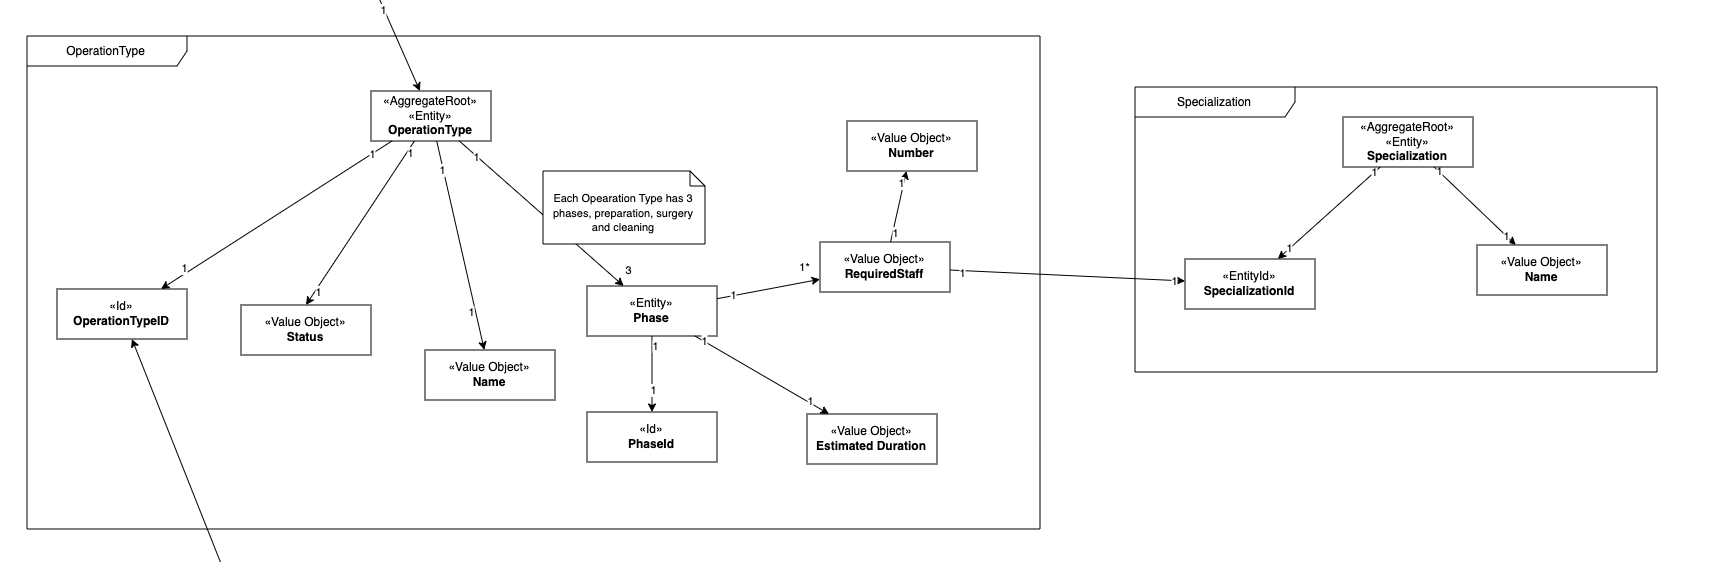 1
OperationType
«AggregateRoot»
«Entity»
OperationType
1
1
1
1
Each Opearation Type has 3
phases, preparation, surgery
and cleaning
«Value Object»
Number
1
1
«Value Object»
RequiredStaff
1*
1
1
1
3
«Entity»
Phase
1
«Id»
OperationTypeID
1
«Value Object»
Status
1
«Value Object»
Name
1
1
«Id»
PhaseId
1
1
«Value Object»
Estimated Duration
Specialization
«AggregateRoot»
«Entity»
Specialization
1
1
1
1
«EntityId»
SpecializationId
«Value Object»
Name